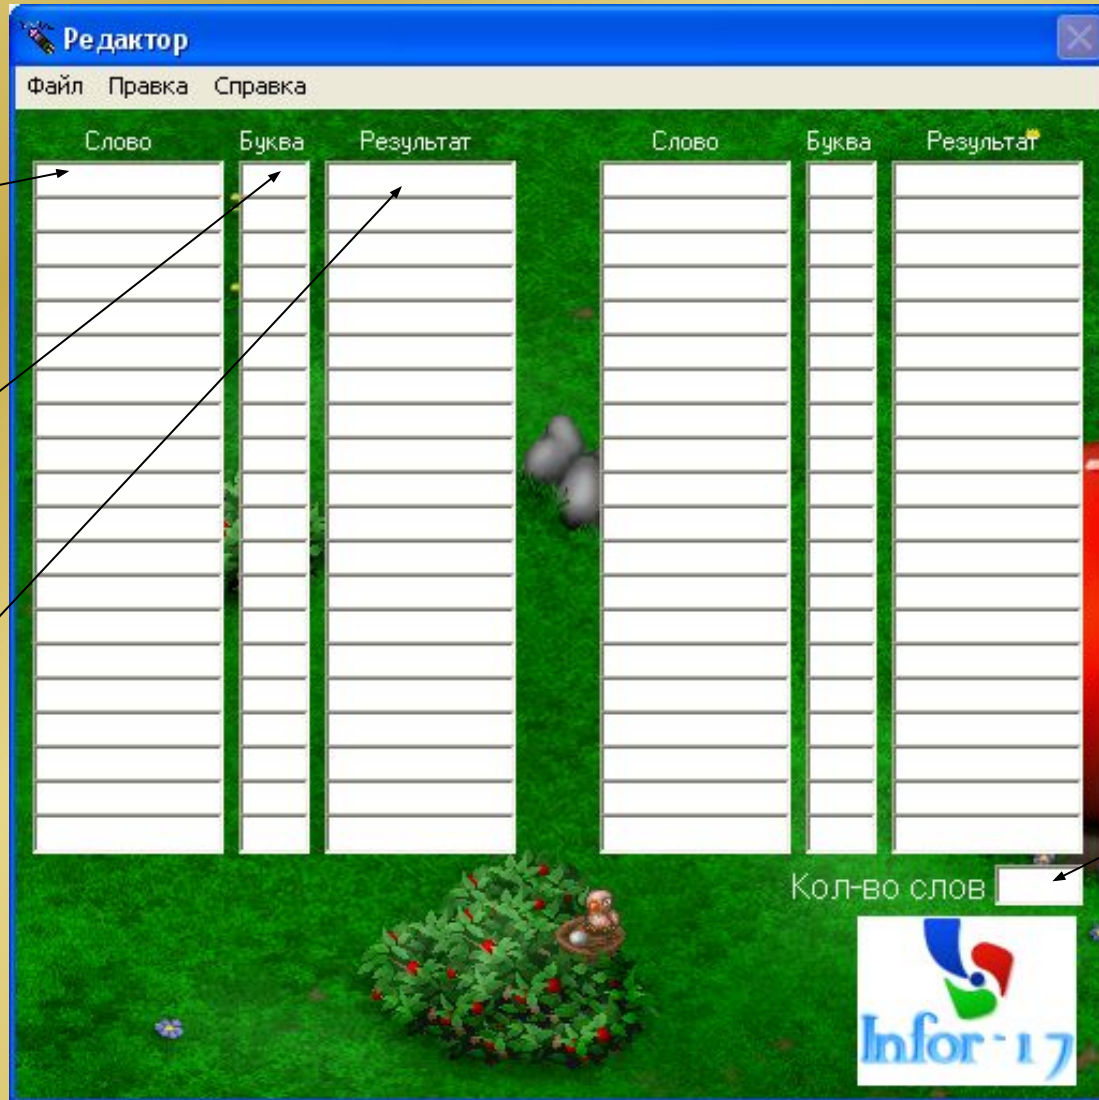 Редактор
Файл Правка Справка
Слово Буква Результат Слово Буква Результат
Кол-во слов
Infor-17